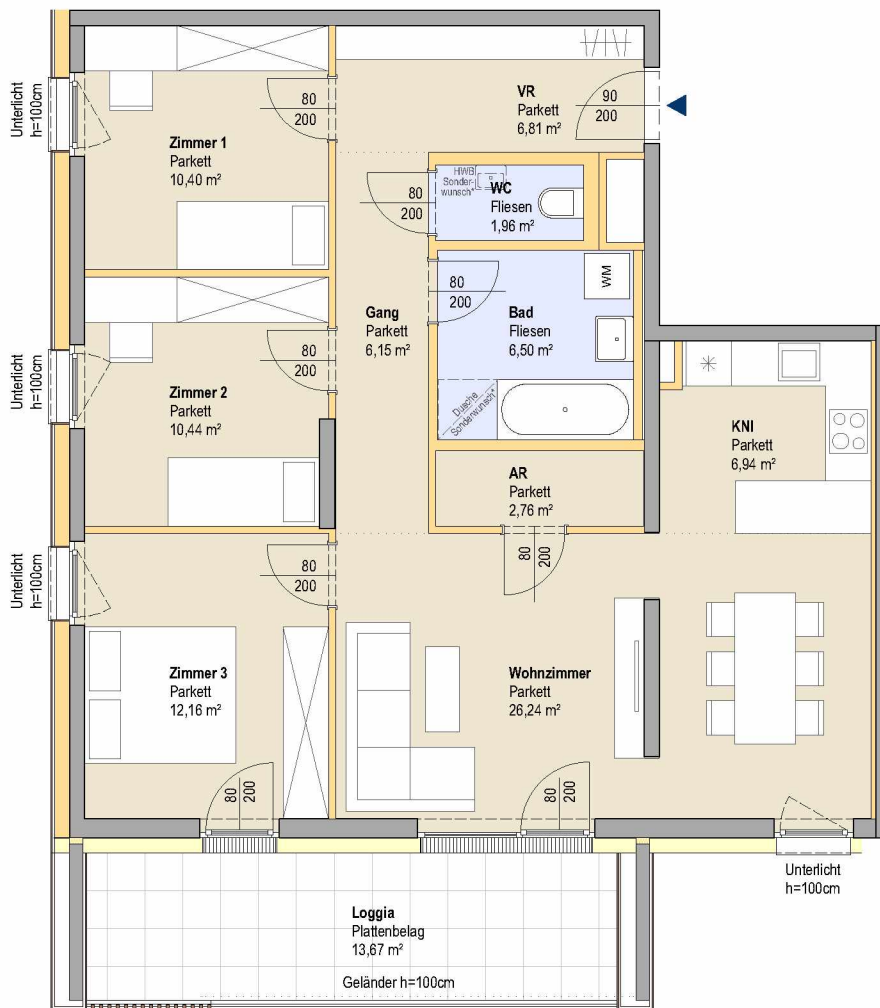 Unterlicht
h=100cm
80
200
Zimmer 1
Parkett
10,40 m²
VR
Parkett
6,81 m²
90
200
80
200
HWB
Sonder-
wunsch*
WC
Fliesen
1,96 m²
80
200
WM
Bad
Fliesen
6,50 m²
Gang
Parkett
6,15 m²
Unterlicht
h=100cm
80
200
Zimmer 2
Parkett
10,44 m²
Dusche
Sonderwunsch*
KNI
Parkett
6,94 m²
AR
Parkett
2,76 m²
80
200
Unterlicht
h=100cm
80
200
Zimmer 3
Parkett
12,16 m²
Wohnzimmer
Parkett
26,24 m²
80
200
80
200
Unterlicht
h=100cm
Loggia
Plattenbelag
13,67 m²
Geländer h=100cm